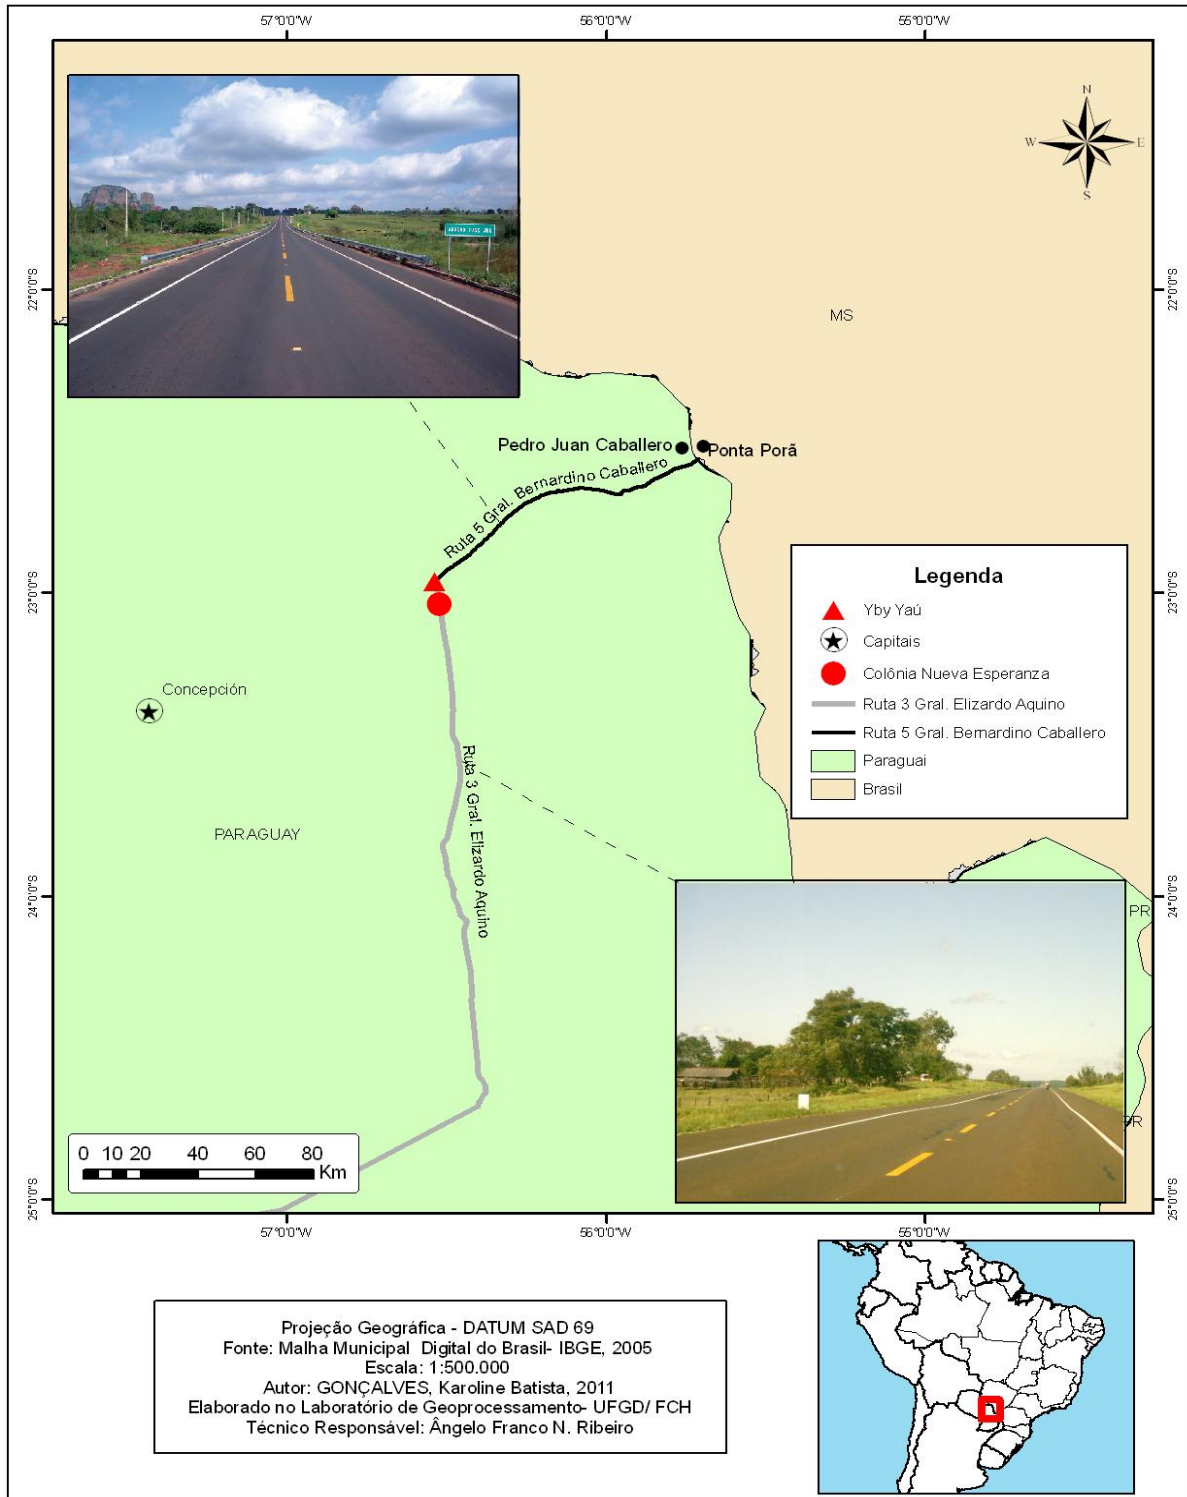 57°0'0"W
56°0'0"W
55°0'0"W
N
W
E
S
22°0'0"S
22°0'0"S
MS
Pedro Juan Caballero
Ponta Porã
Ruta 5 Gral. Bernardino Caballero
23°0'0"S
23°0'0"S
Legenda
Yby Yaú
Capitais
Colônia Nueva Esperanza
Ruta 3 Gral. Elizardo Aquino
Ruta 5 Gral. Bernardino Caballero
Paraguai
Brasil
Concepción
Ruta 3 Gral. Elizardo Aquino
PARAGUAY
24°0'0"S
24°0'0"S
PR
PR
0 10 20 40 60 80
Km
25°0'0"S
25°0'0"S
57°0'0"W
56°0'0"W
55°0'0"W
Projeção Geográfica - DATUM SAD 69
Fonte: Malha Municipal Digital do Brasil- IBGE, 2005
Escala: 1:500.000
Autor: GONÇALVES, Karoline Batista, 2011
Elaborado no Laboratório de Geoprocessamento- UFGD/ FCH
Técnico Responsável: Ângelo Franco N. Ribeiro